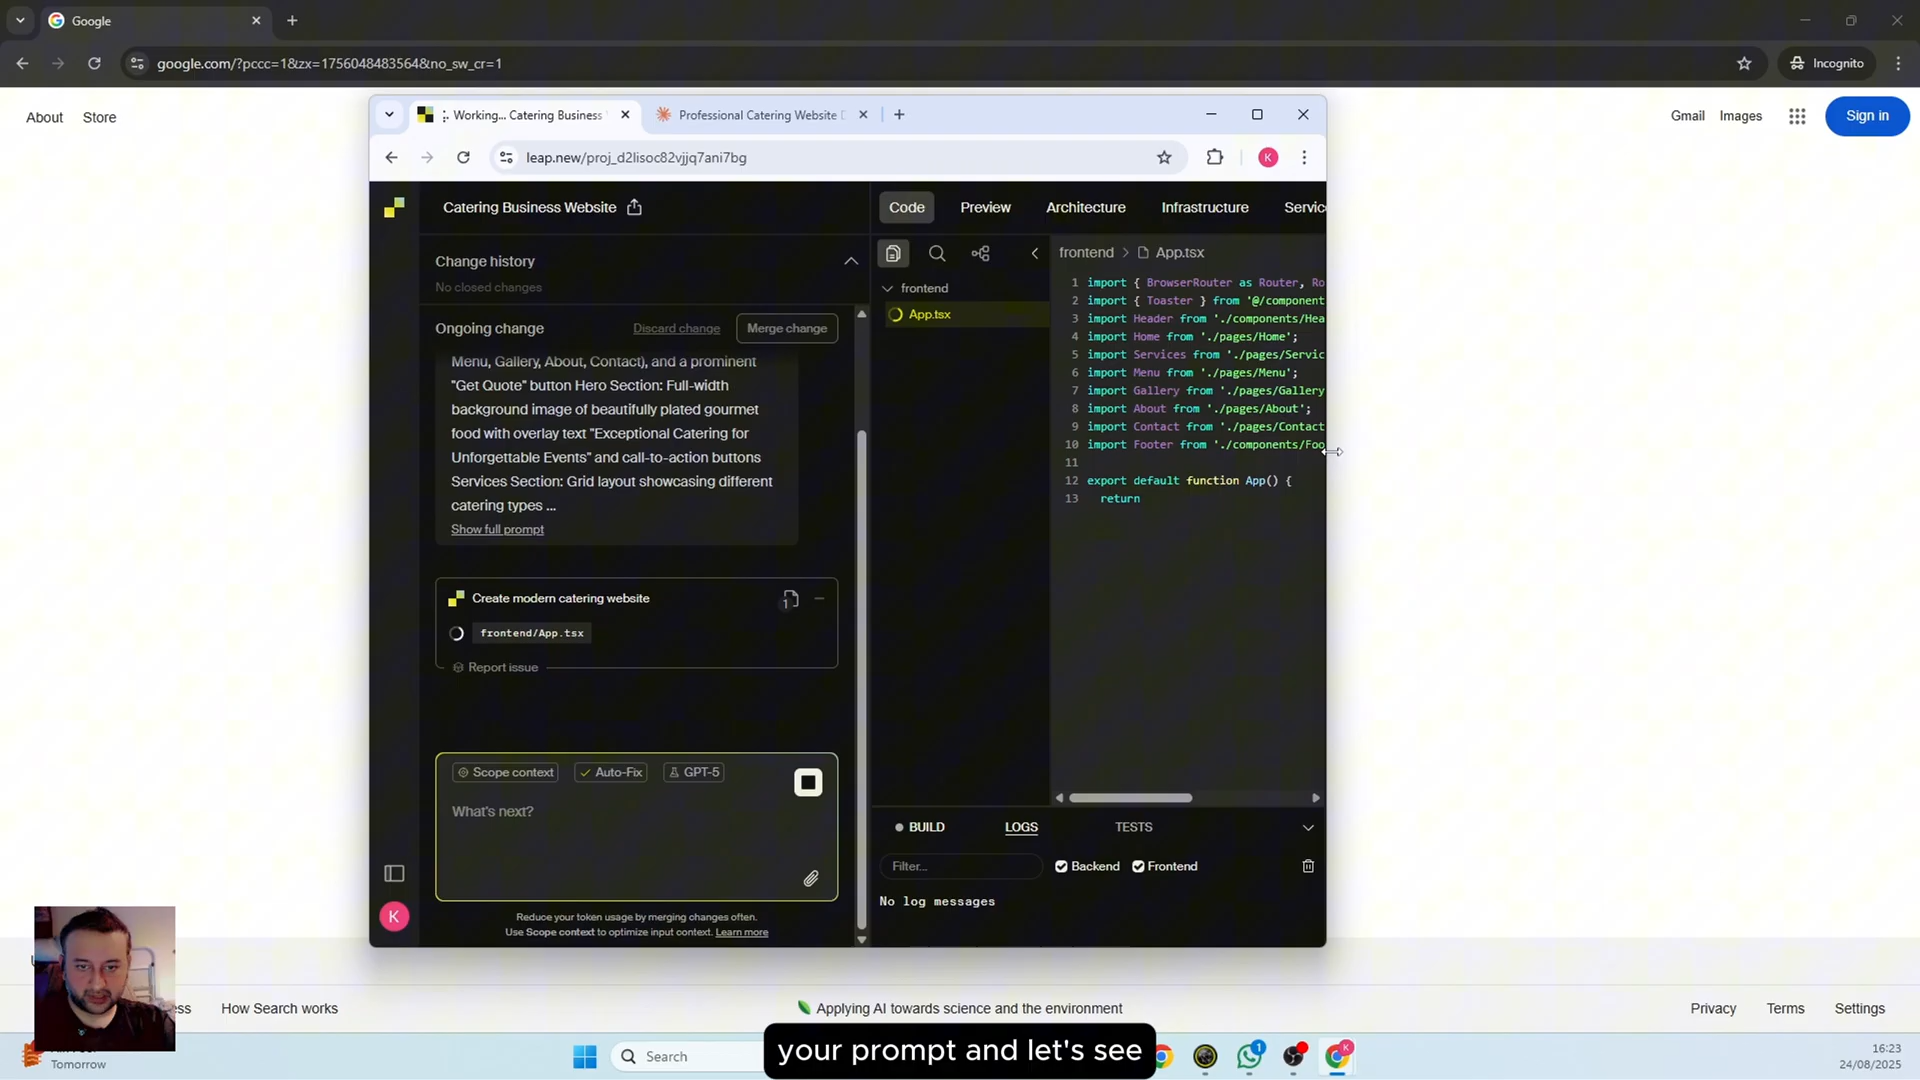 Google
google.com/?pccc=1&zx=1756048483564&no_sw_cr=1
Incognito
About
Store
Gmail
Images
Sign in
Working... Catering Business
Professional Catering Website
leap.new/proj_d2lisoc82vjjq7ani7bg
K
Catering Business Website
Code
Preview
Architecture
Infrastructure
Servic
Change history
No closed changes
Ongoing change
Discard change
Merge change
Menu, Gallery, About, Contact), and a prominent
"Get Quote" button Hero Section: Full-width
background image of beautifully plated gourmet
food with overlay text "Exceptional Catering for
Unforgettable Events" and call-to-action buttons
Services Section: Grid layout showcasing different
catering types ...
Show full prompt
Create modern catering website
1
frontend/App.tsx
Report issue
Scope context
Auto-Fix
GPT-5
What's next?
Reduce your token usage by merging changes often.
Use Scope context to optimize input context. Learn more
K
frontend
App.tsx
frontend > App.tsx
1 import { BrowserRouter as Router, Ro
2 import { Toaster } from '@/component
3 import Header from './components/Hea
4 import Home from './pages/Home';
5 import Services from './pages/Servic
6 import Menu from './pages/Menu';
7 import Gallery from './pages/Gallery
8 import About from './pages/About';
9 import Contact from './pages/Contact
10 import Footer from './components/Foo
11
12 export default function App() {
13 return
BUILD
LOGS
TESTS
Filter...
Backend
Frontend
No log messages
How Search works
Applying AI towards science and the environment
Privacy
Terms
Settings
Tomorrow
Search
your prompt and let's see
1
K
16:23
24/08/2025